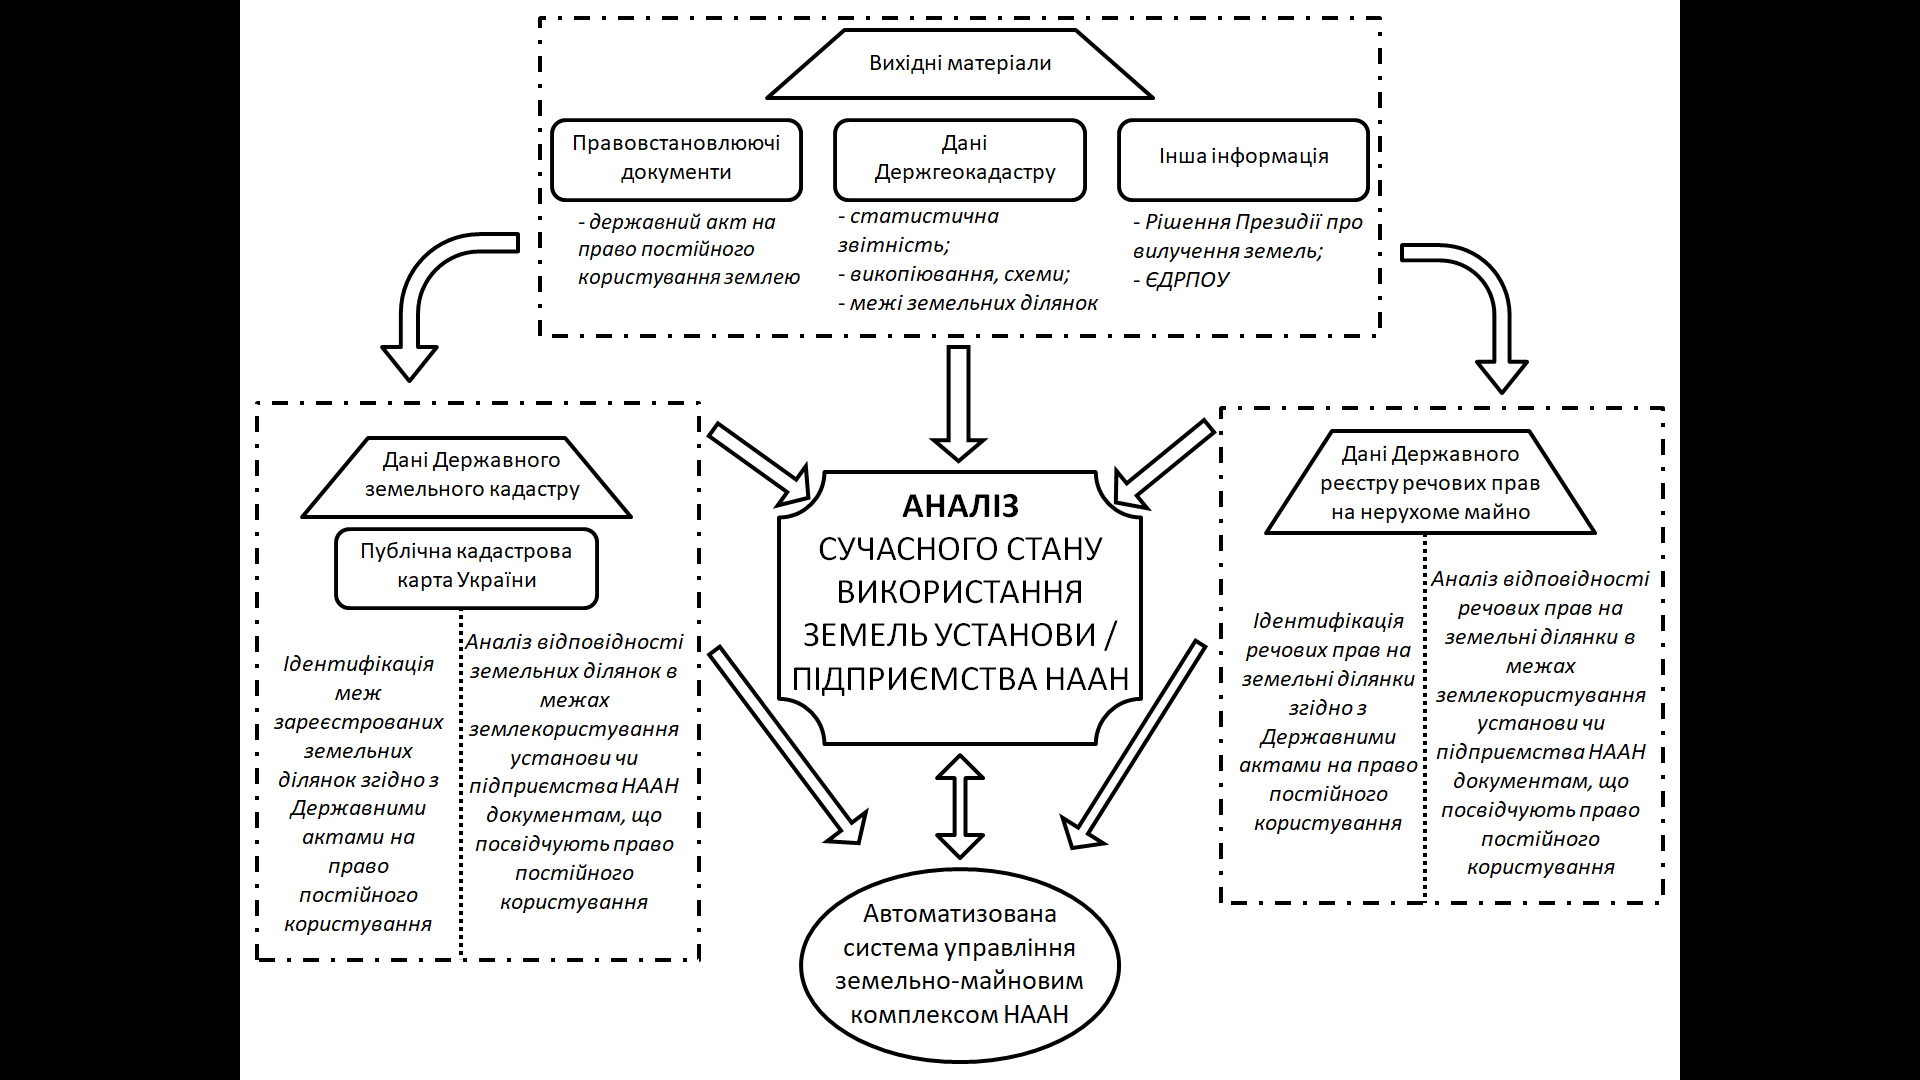 Вихідні матеріали
Правовстановлюючі
документи
- державний акт на
право постійного
користування землею
Дані
Держгеокадастру
- статистична
звітність;
- викопіювання, схеми;
- межі земельних ділянок
Інша інформація
- Рішення Президії про
вилучення земель;
- ЄДРПОУ
Дані Державного
земельного кадастру
Публічна кадастрова
карта України
Ідентифікація
меж
зареєстрованих
земельних
ділянок згідно з
Державними
актами на
право
постійного
користування
Аналіз відповідності
земельних ділянок в
межах
землекористування
установи чи
підприємства НААН
документам, що
посвідчують право
постійного
користування
АНАЛІЗ
СУЧАСНОГО СТАНУ
ВИКОРИСТАННЯ
ЗЕМЕЛЬ УСТАНОВИ /
ПІДПРИЄМСТВА НААН
Дані Державного
реєстру речових прав
на нерухоме майно
Ідентифікація
речових прав на
земельні ділянки
згідно з
Державними
актами на право
постійного
користування
Аналіз відповідності
речових прав на
земельні ділянки в
межах
землекористування
установи чи
підприємства НААН
документам, що
посвідчують право
постійного
користування
Автоматизована
система управління
земельно-майновим
комплексом НААН